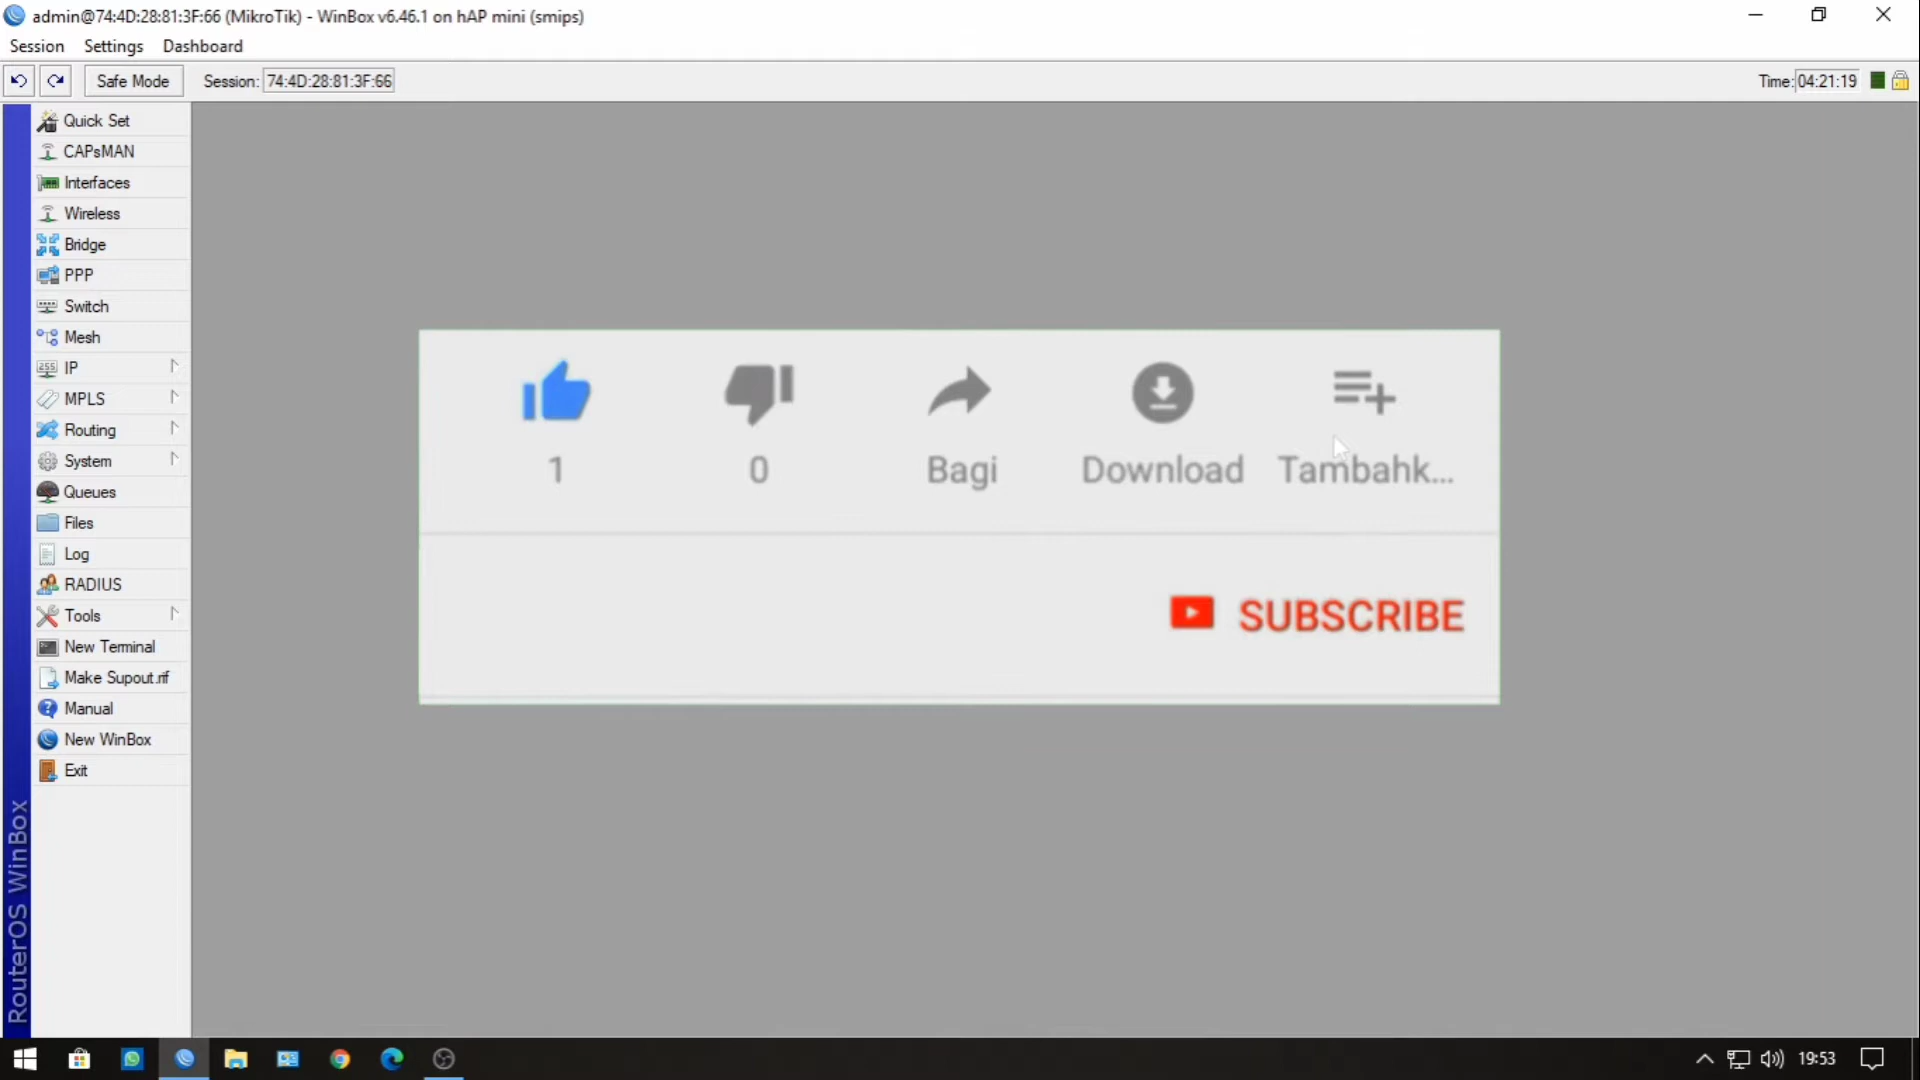 admin@74:4D:28:81:3F:66 (MikroTik) - WinBox v6.46.1 on hAP mini (smips)
Session Settings Dashboard
Safe Mode Session: 74:4D:28:81:3F:66 Time: 04:21:19
Quick Set
CAPsMAN
Interfaces
Wireless
Bridge
PPP
Switch
Mesh
255 IP
MPLS
Routing
System
Queues
Files
Log
RADIUS
Tools
New Terminal
Make Supout.rif
Manual
New WinBox
Exit
RouterOS WinBox
1 0 Bagi Download Tambahk...
SUBSCRIBE
19:53